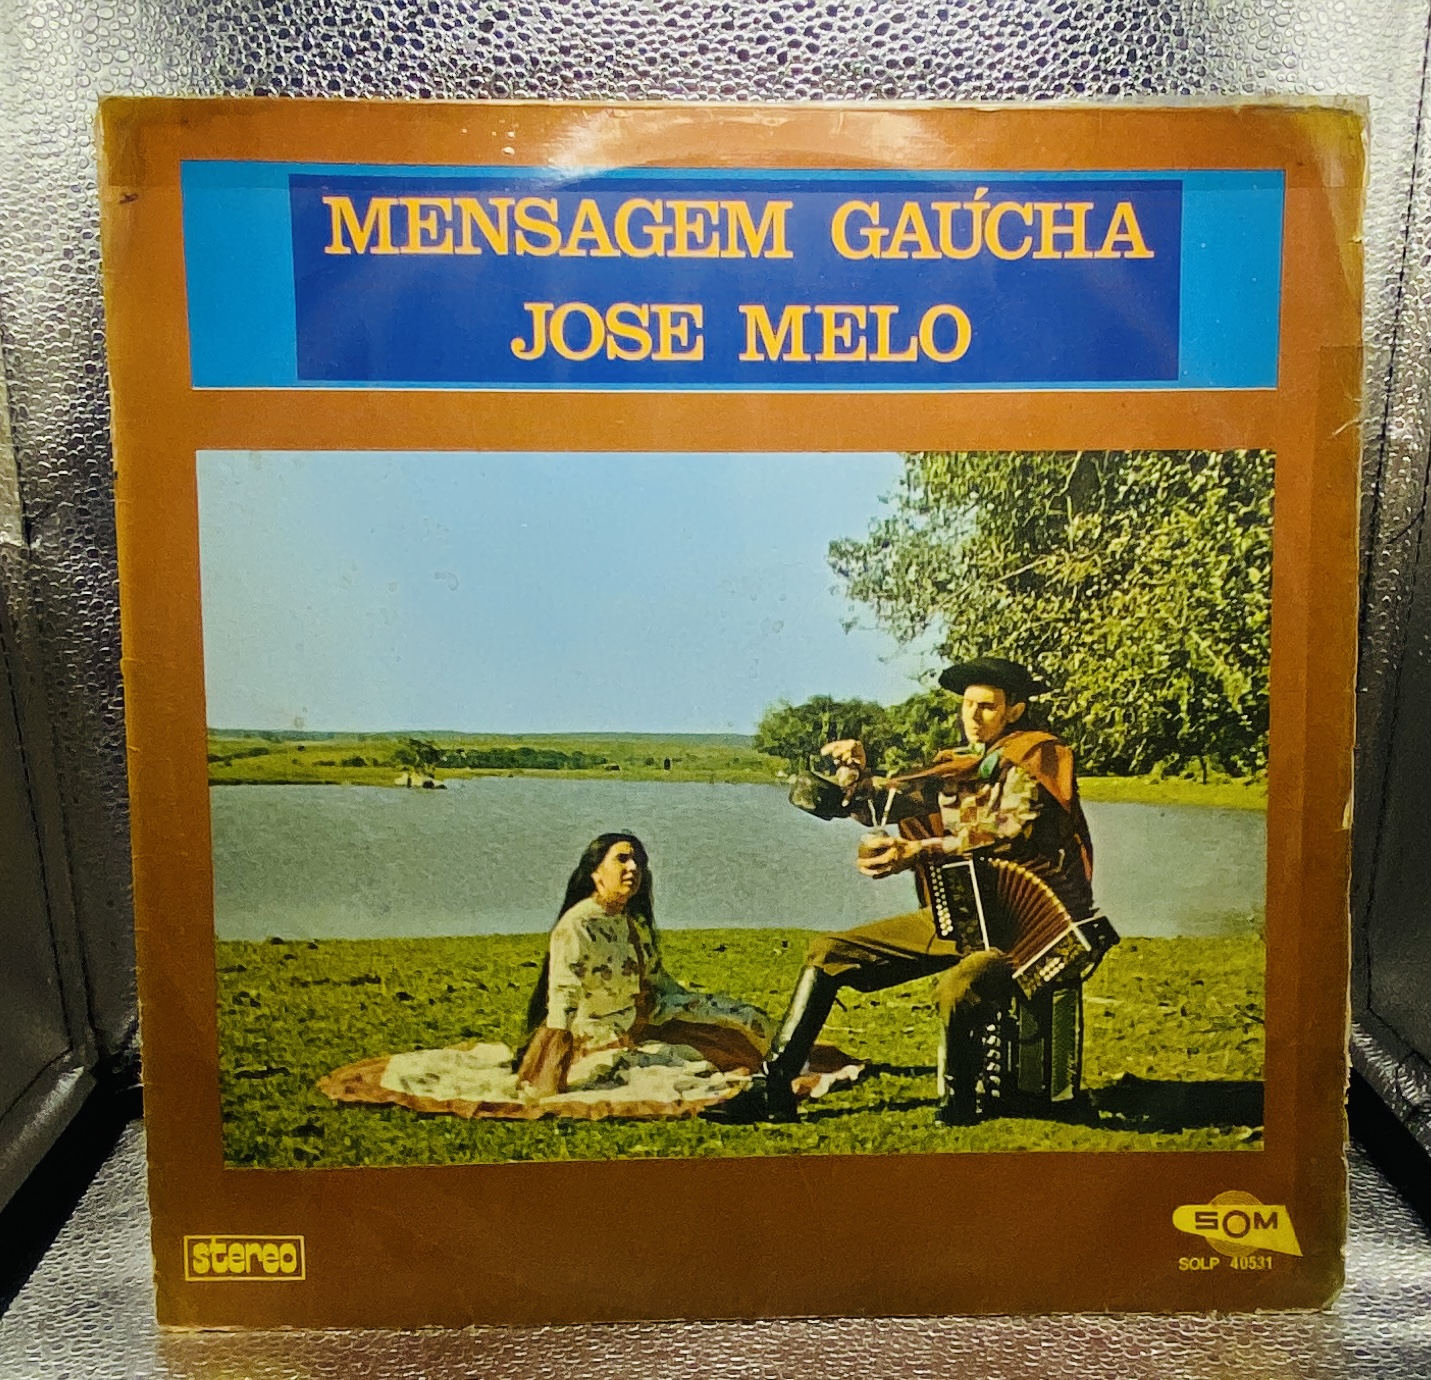 MENSAGEM GAÚCHA
JOSE MELO
stereo
SOM
SOLP 40531